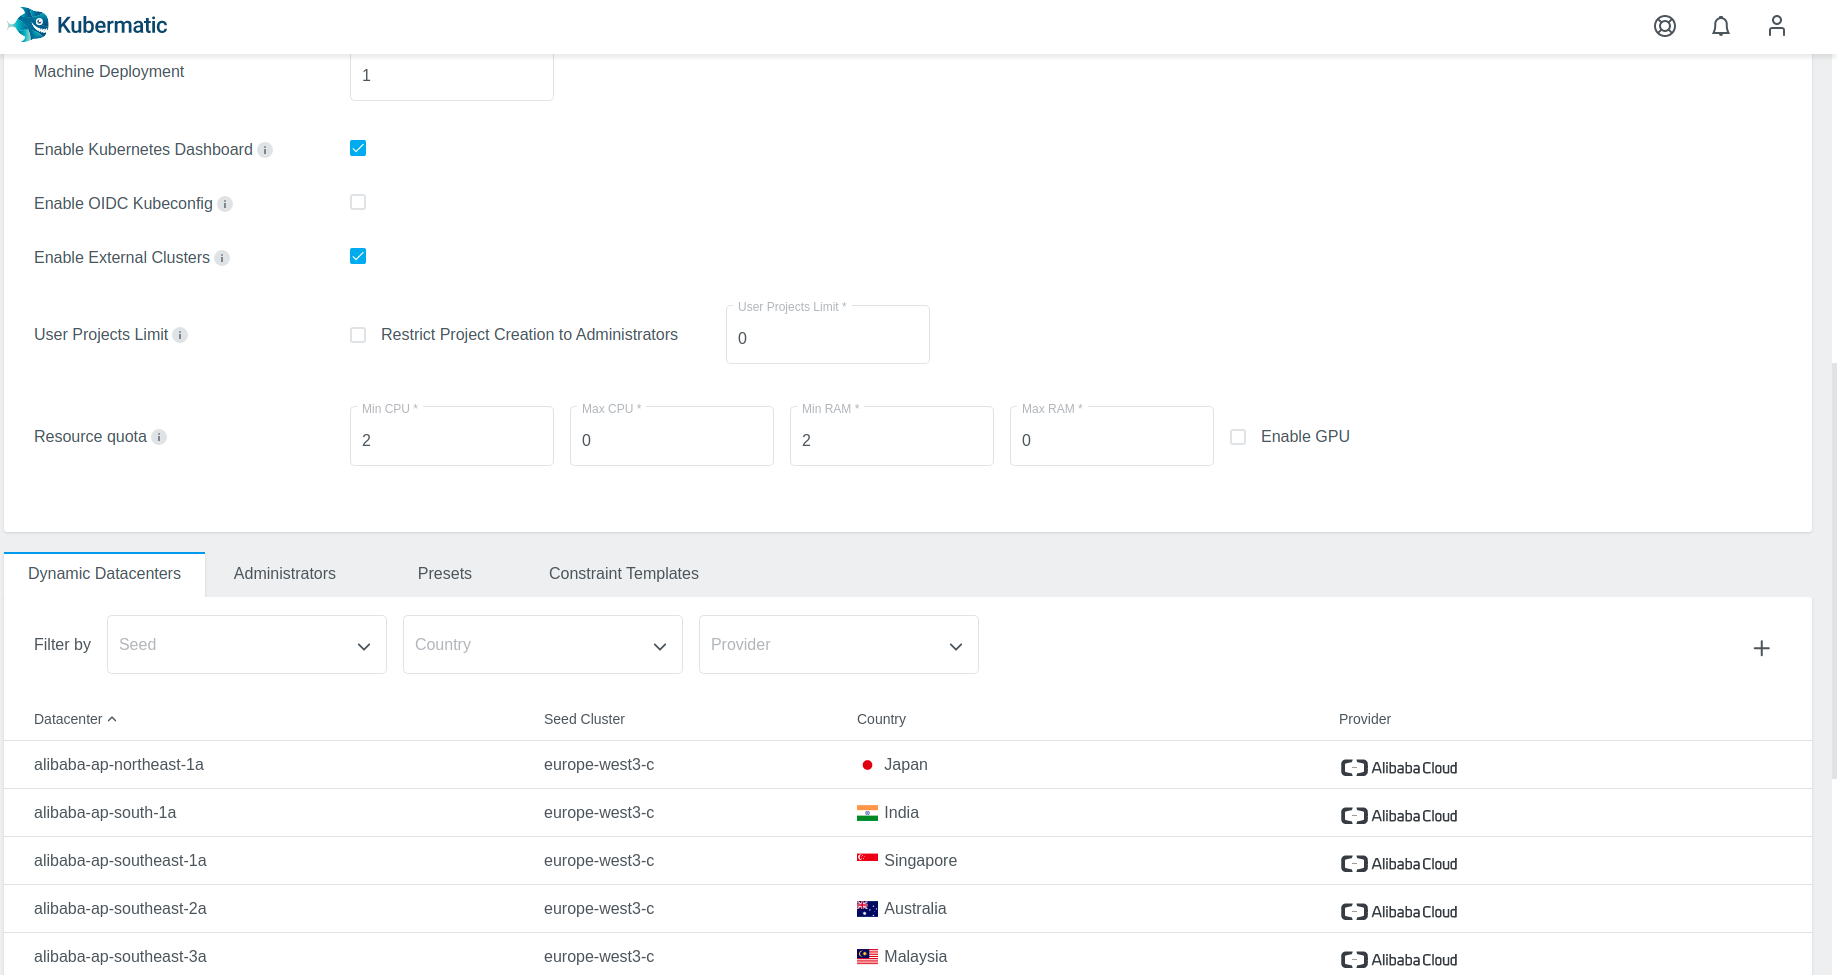 Kubermatic
Machine Deployment
1
Enable Kubernetes Dashboard i
Enable OIDC Kubeconfig i
Enable External Clusters i
User Projects Limit *
User Projects Limit i Restrict Project Creation to Administrators 0
Min CPU * Max CPU * Min RAM * Max RAM *
Resource quota i 2 0 2 0 Enable GPU
Dynamic Datacenters Administrators Presets Constraint Templates
Filter by Seed Country Provider
Datacenter Seed Cluster Country Provider
alibaba-ap-northeast-1a europe-west3-c Japan Alibaba Cloud
alibaba-ap-south-1a europe-west3-c India Alibaba Cloud
alibaba-ap-southeast-1a europe-west3-c Singapore Alibaba Cloud
alibaba-ap-southeast-2a europe-west3-c Australia Alibaba Cloud
alibaba-ap-southeast-3a europe-west3-c Malaysia Alibaba Cloud